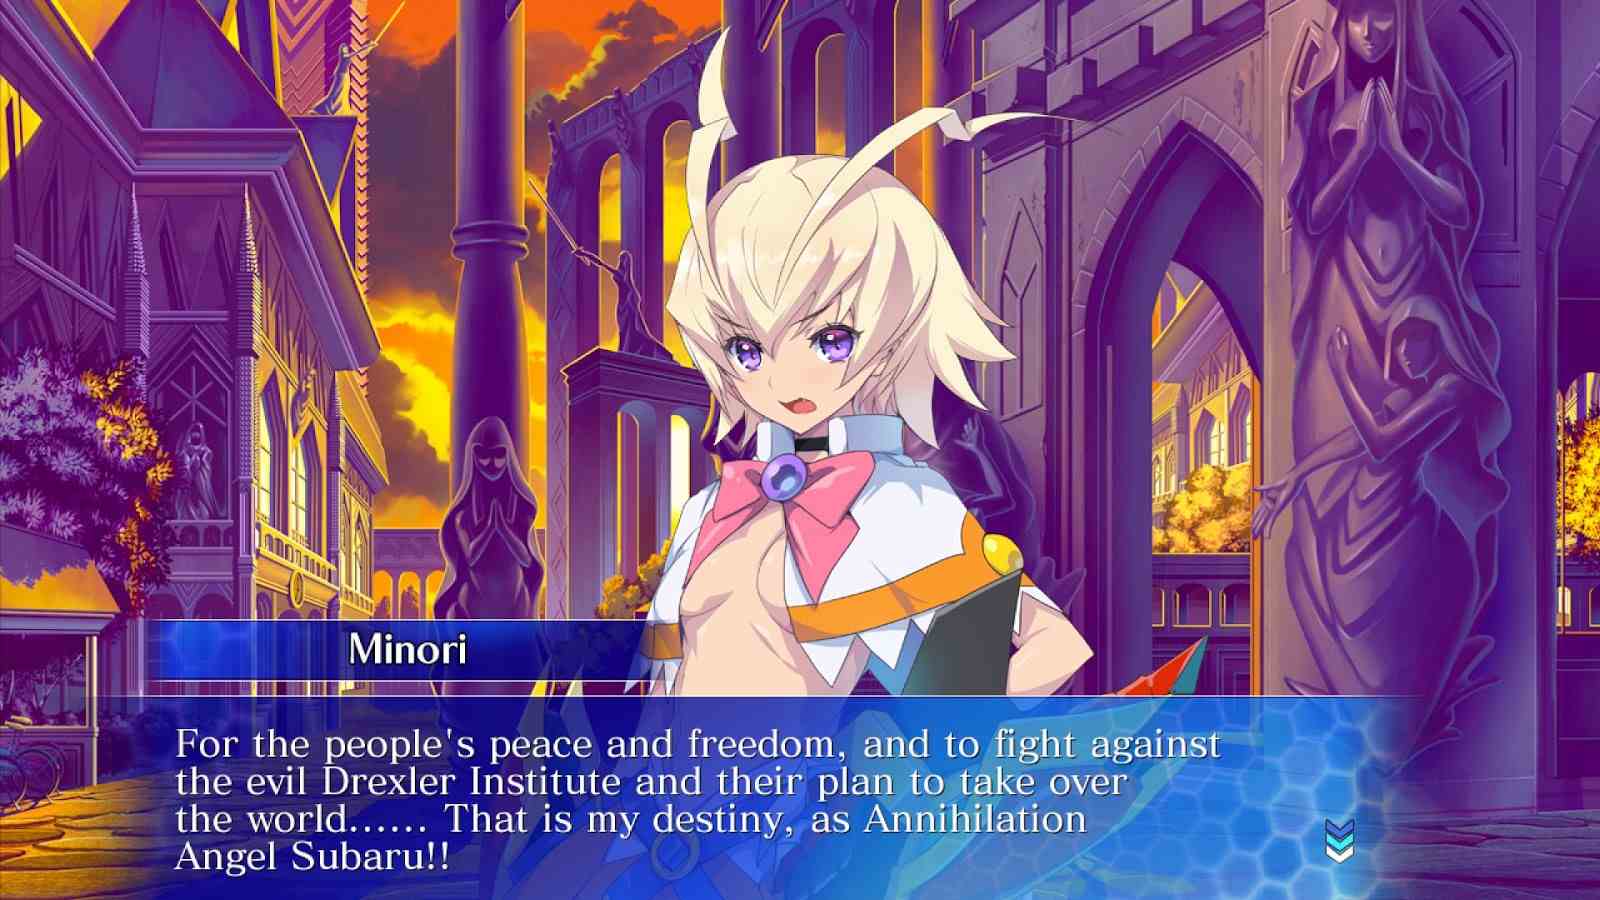 Minori
For the people's peace and freedom, and to fight against
the evil Drexler Institute and their plan to take over
the world...... That is my destiny, as Annihilation
Angel Subaru!!